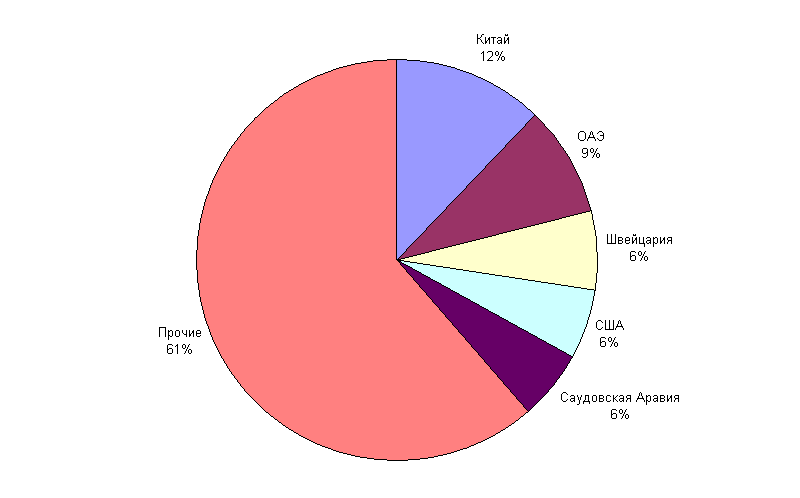 Китай
12%
ОАЭ
9%
Швейцария
6%
США
6%
Саудовская Аравия
6%
Прочие
61%